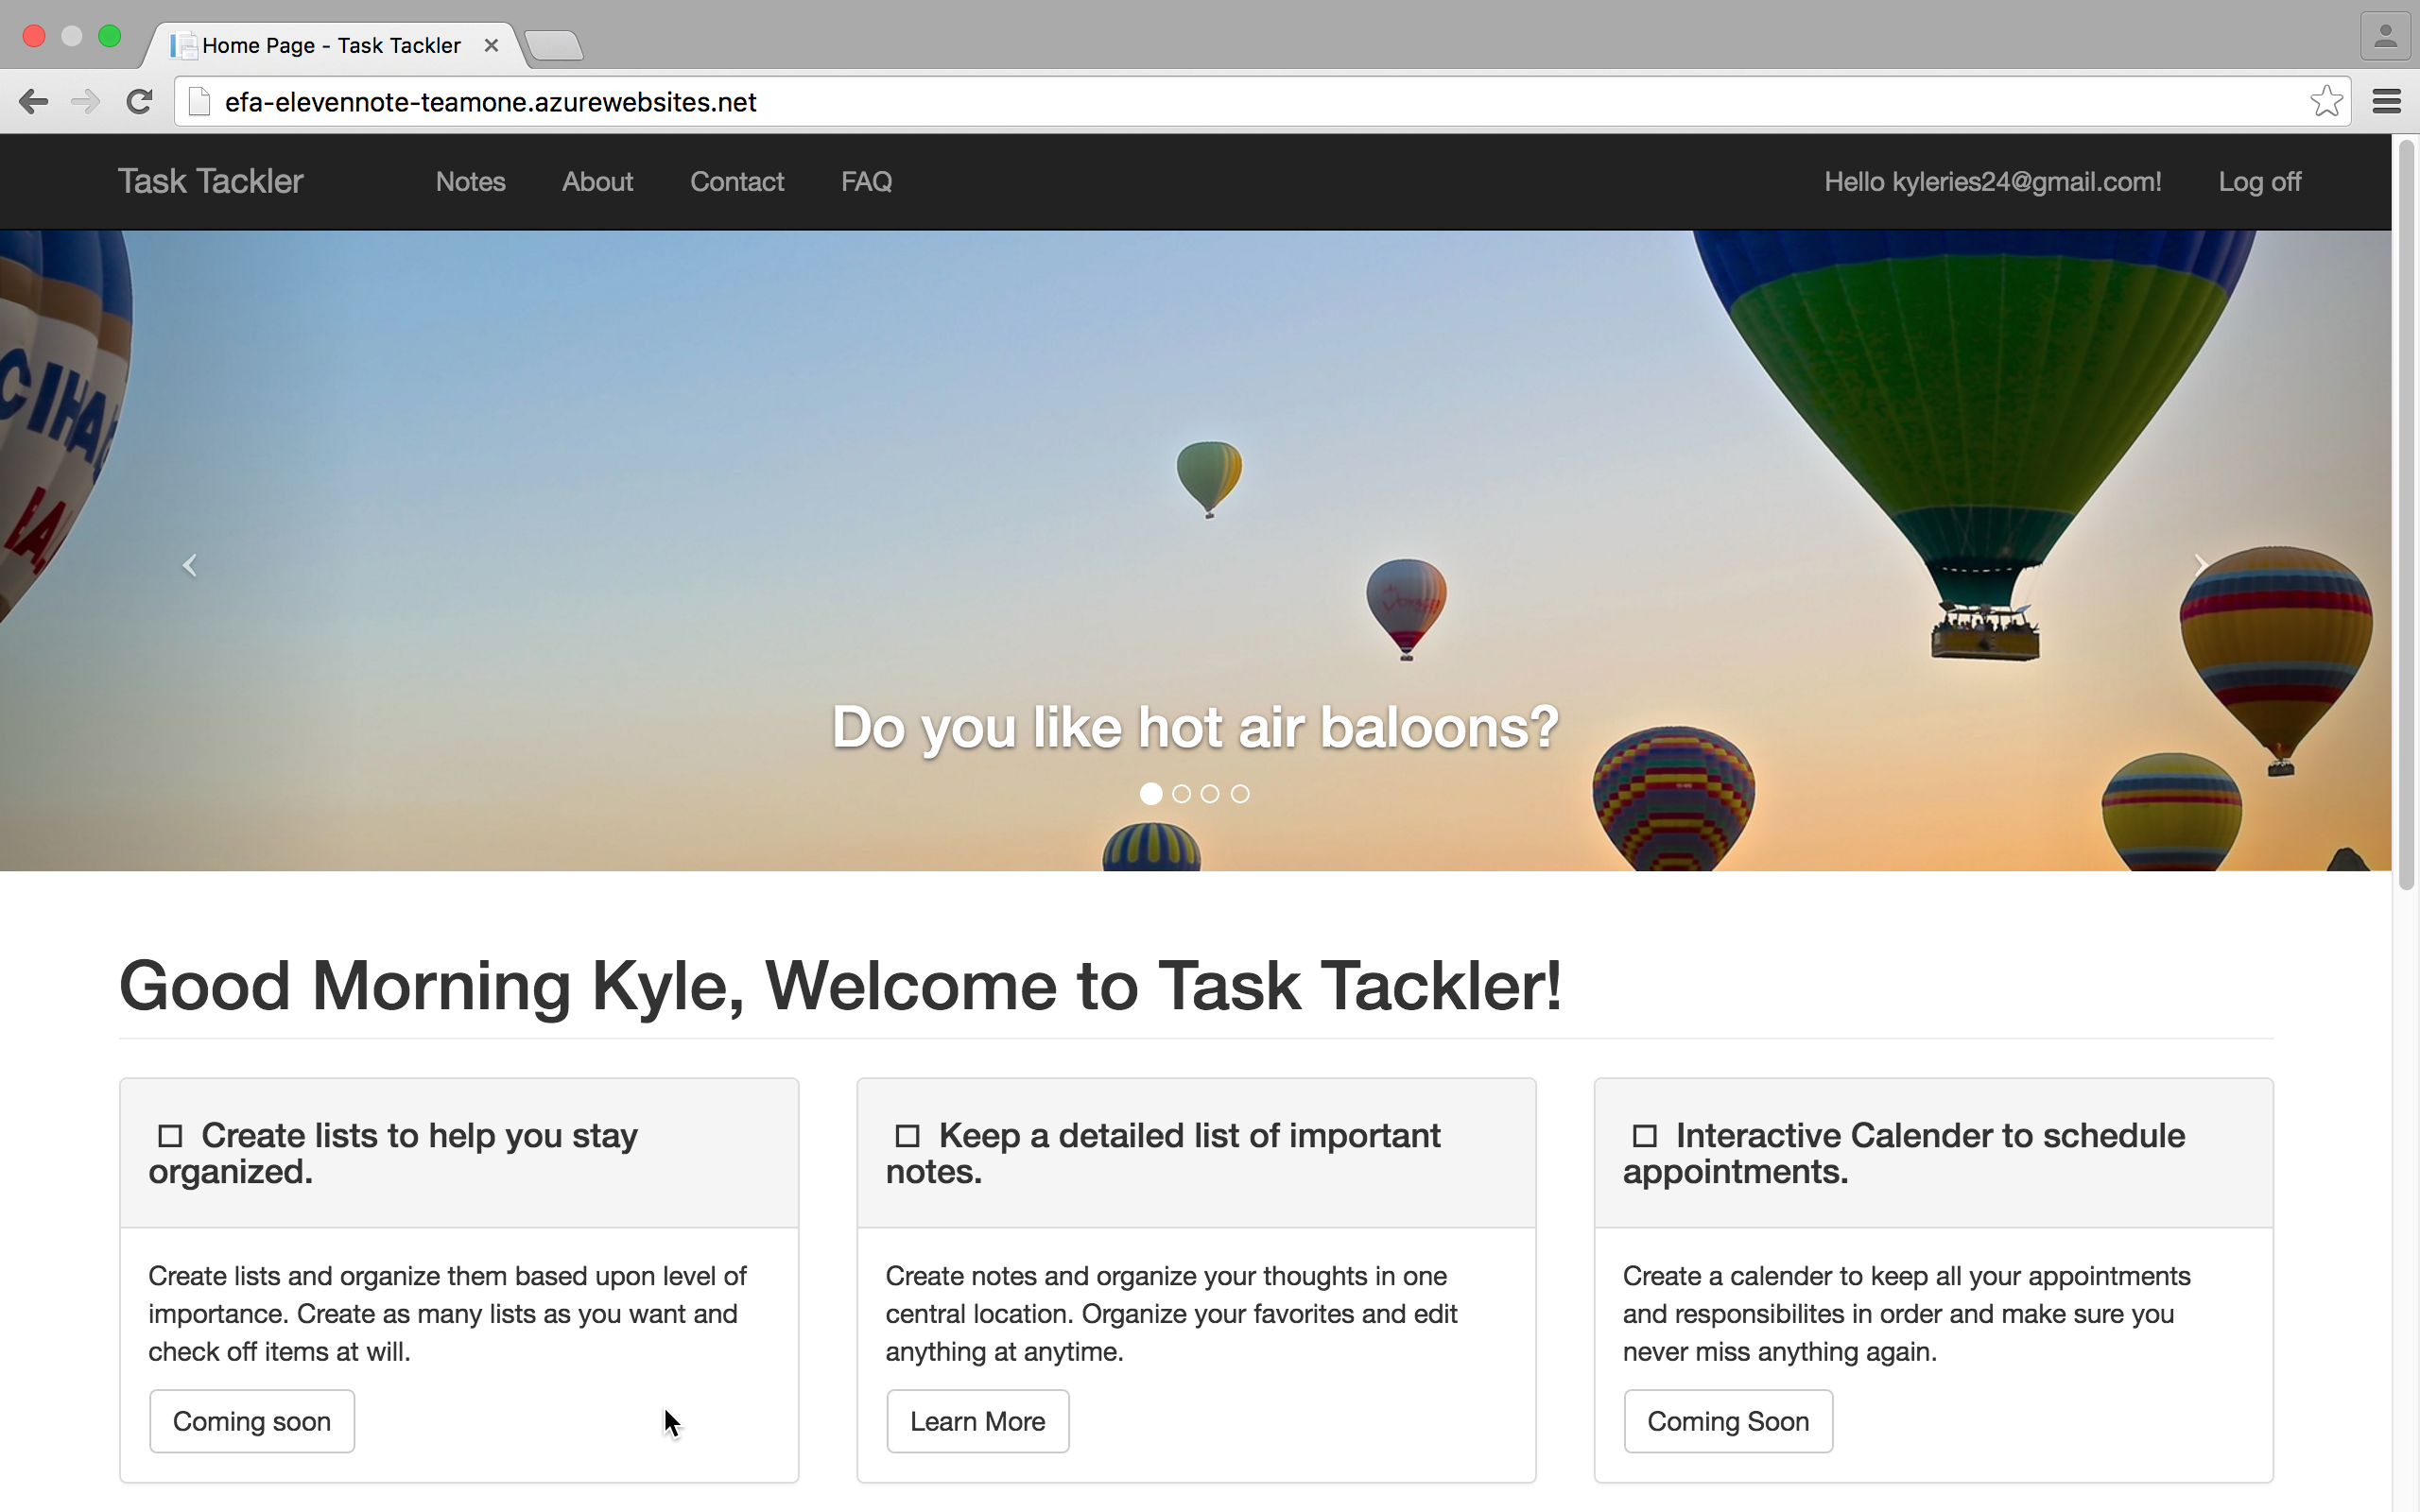 Home Page - Task Tackler
efa-elevennote-teamone.azurewebsites.net
Task Tackler Notes About Contact FAQ Hello kyleries24@gmail.com! Log off
Do you like hot air baloons?
Good Morning Kyle, Welcome to Task Tackler!
Create lists to help you stay
organized.
Create lists and organize them based upon level of
importance. Create as many lists as you want and
check off items at will.
Coming soon
Keep a detailed list of important
notes.
Create notes and organize your thoughts in one
central location. Organize your favorites and edit
anything at anytime.
Learn More
Interactive Calender to schedule
appointments.
Create a calender to keep all your appointments
and responsibilites in order and make sure you
never miss anything again.
Coming Soon